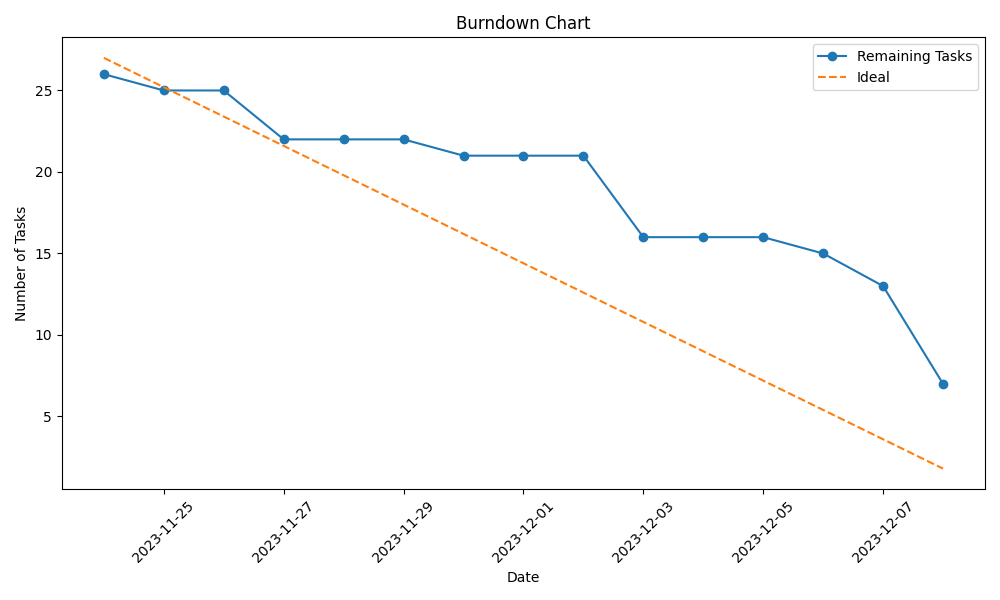 Burndown Chart
Remaining Tasks
Ideal
25
20
15
10
5
Number of Tasks
2023-11-25
2023-11-27
2023-11-29
2023-12-01
2023-12-03
2023-12-05
2023-12-07
Date